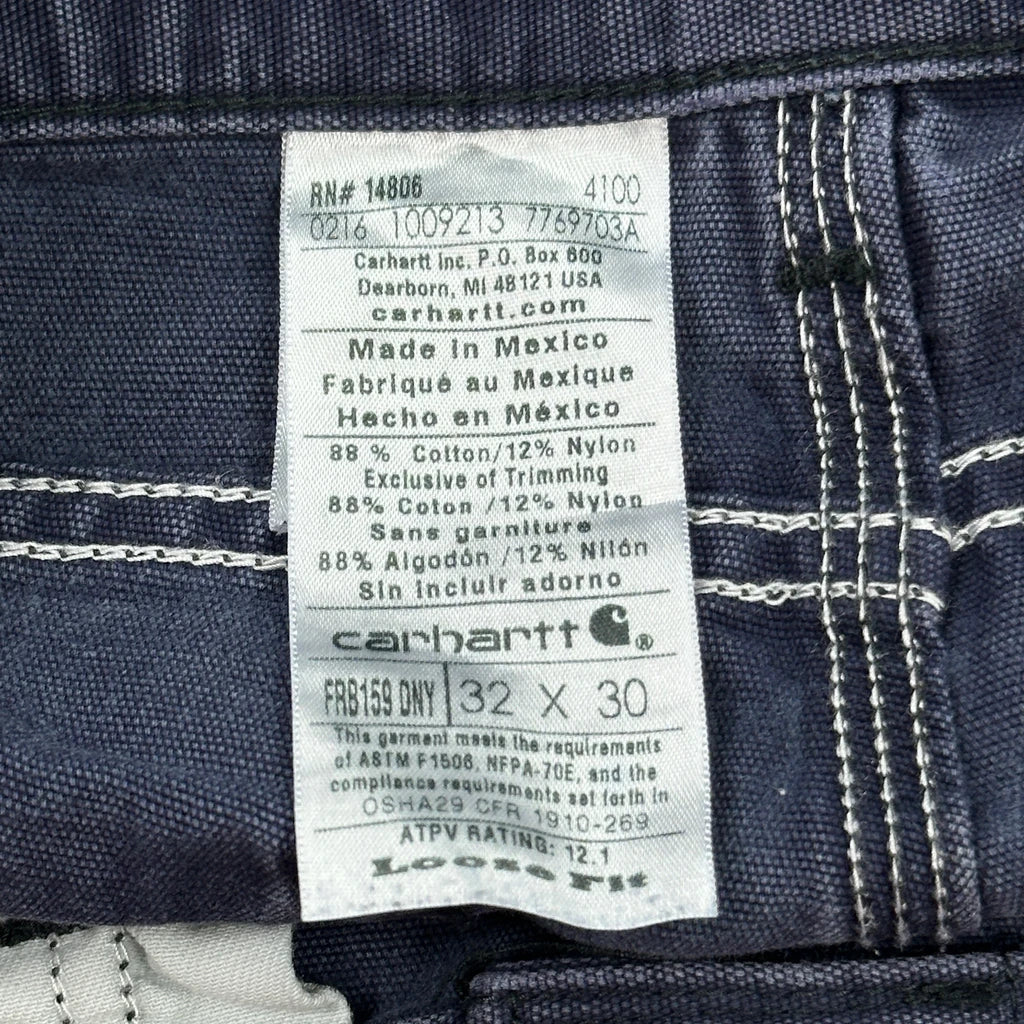 RN# 14806 4100
0216 1009213 7769703A
Carhartt Inc. P.O. Box 600
Dearborn, MI 48121 USA
carhartt.com
Made in Mexico
Fabriqué au Mexique
Hecho en México
88 % Cotton/12% Nylon
Exclusive of Trimming
88% Coton /12% Nylon
Sans garniture
88% Algodón /12% Nilón
Sin incluir adorno
carhartt ®
FRB159 DNY 32 X 30
This garment meets the requirements
of ASTM F1506, NFPA-70E, and the
compliance requirements set forth in
OSHA29 CFR 1910-269
ATPV RATING: 12.1
Loose Fit